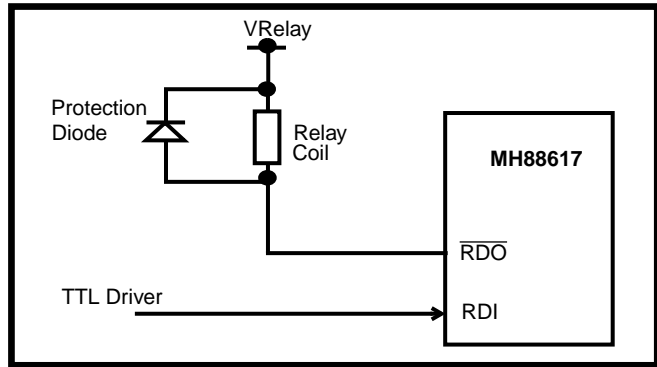 VRelay
Protection
Diode
Relay
Coil
MH88617
RDO
TTL Driver
RDI